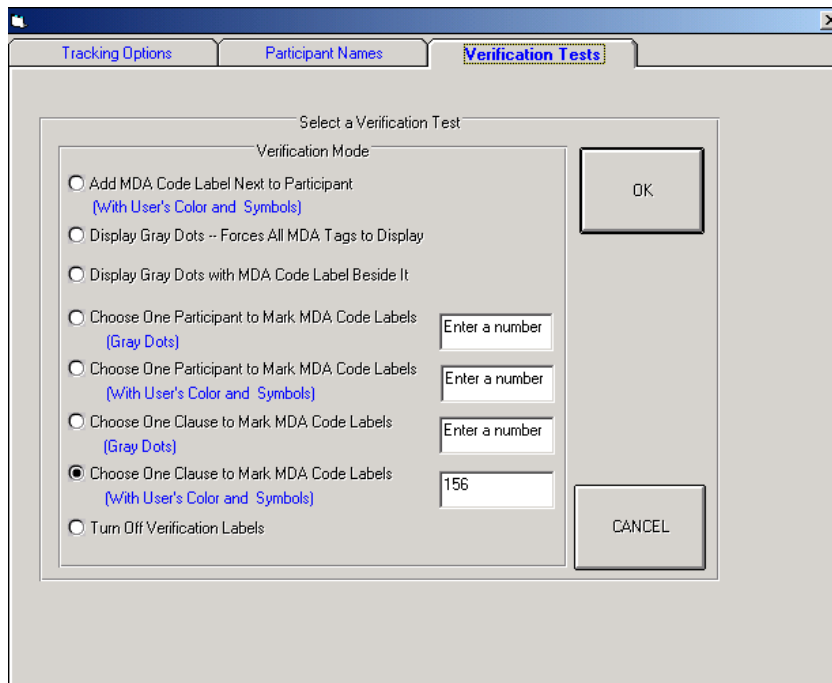 Tracking Options
Participant Names
Verification Tests
Select a Verification Test
Verification Mode
Add MDA Code Label Next to Participant
(With User's Color and Symbols)
Display Gray Dots -- Forces All MDA Tags to Display
Display Gray Dots with MDA Code Label Beside It
Choose One Participant to Mark MDA Code Labels
Enter a number
(Gray Dots)
Choose One Participant to Mark MDA Code Labels
Enter a number
(With User's Color and Symbols)
Choose One Clause to Mark MDA Code Labels
Enter a number
(Gray Dots)
Choose One Clause to Mark MDA Code Labels
156
(With User's Color and Symbols)
Turn Off Verification Labels
OK
CANCEL